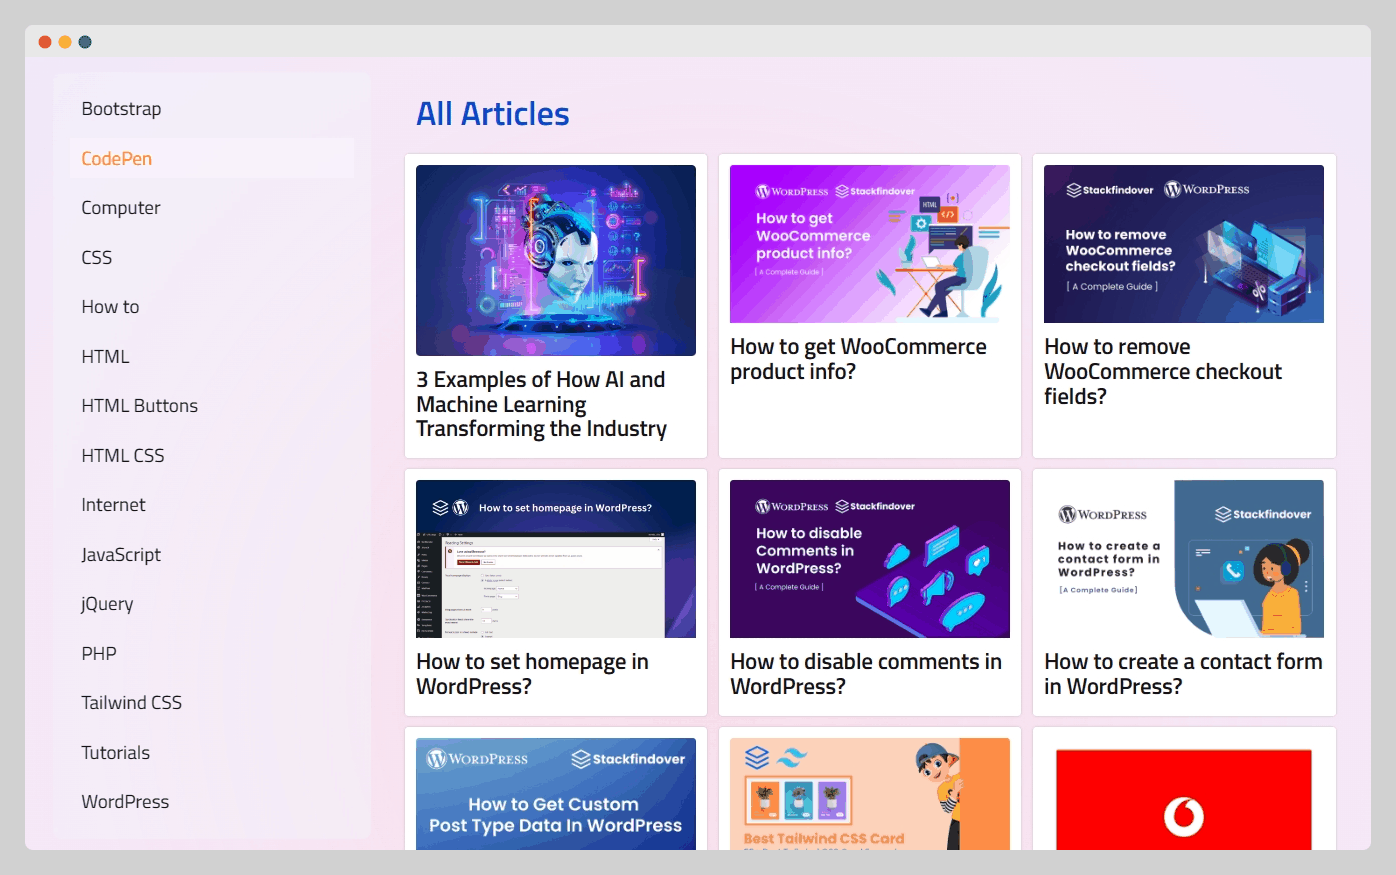 Bootstrap
CodePen
Computer
CSS
How to
HTML
HTML Buttons
HTML CSS
Internet
JavaScript
jQuery
PHP
Tailwind CSS
Tutorials
WordPress
All Articles
3 Examples of How AI and
Machine Learning
Transforming the Industry
WORDPRESS Stackfindover
How to get
WooCommerce
product info?
[ A Complete Guide ]
HTML
How to get WooCommerce
product info?
Stackfindover WORDPRESS
How to remove
WooCommerce
checkout fields?
[ A Complete Guide ]
How to remove
WooCommerce checkout
fields?
How to set homepage in WordPress?
Reading Settings
How to set homepage in
WordPress?
WORDPRESS Stackfindover
How to disable
Comments in
WordPress?
[ A Complete Guide ]
How to disable comments in
WordPress?
WORDPRESS
Stackfindover
How to create a
contact form in
WordPress?
[A Complete Guide]
How to create a contact form
in WordPress?
WORDPRESS Stackfindover
How to Get Custom
Post Type Data In WordPress
Best Tailwind CSS Card